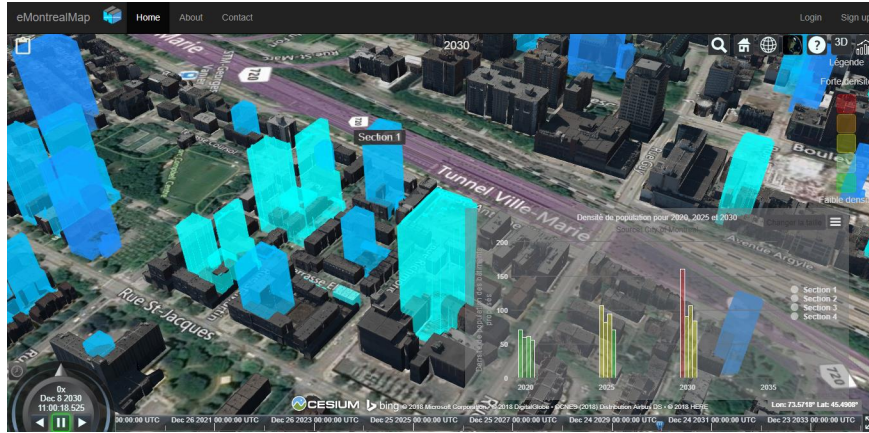 eMontrealMap
Home
About
Contact
Login
Sign up
2030
3D
Légende
Forte densité
Faible densi
720
720
Section 1
Tunnel Ville-Marie
Rue St-Jacques
Avenue Argyle
Densité de population pour 2020, 2025 et 2030
Source: City of Montreal
200
150
100
50
0
2020
2025
2030
2035
Section 1
Section 2
Section 3
Section 4
720
0x
Dec 8 2030
11:00:18.525
CESIUM
bing
© 2018 Microsoft Corporation © 2018 DigitalGlobe © CNES (2018) Distribution Airbus DS © 2018 HERE
Lon: 73.5718° Lat: 45.4908°
00:00:00 UTC
Dec 26 2021 00:00:00 UTC
Dec 26 2023 00:00:00 UTC
Dec 25 2025 00:00:00 UTC
Dec 25 2027 00:00:00 UTC
Dec 24 2029 00:00:00 UTC
Dec 24 2031 00:00:00 UTC
Dec 23 2033 00:00:00 UTC